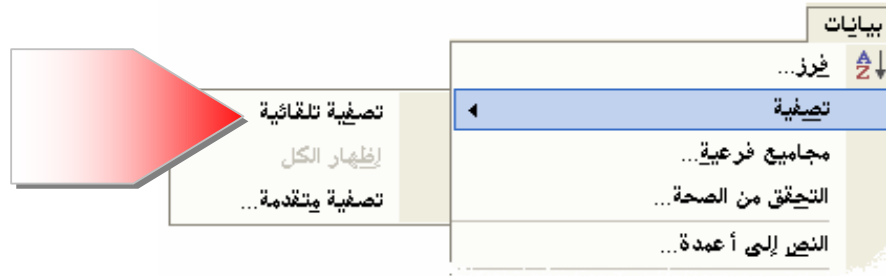 بيانات
فرز...
تصفية
مجاميع فرعية...
التحقق من الصحة...
النص إلى أعمدة...
تصفية تلقائية
إظهار الكل
تصفية متقدمة...